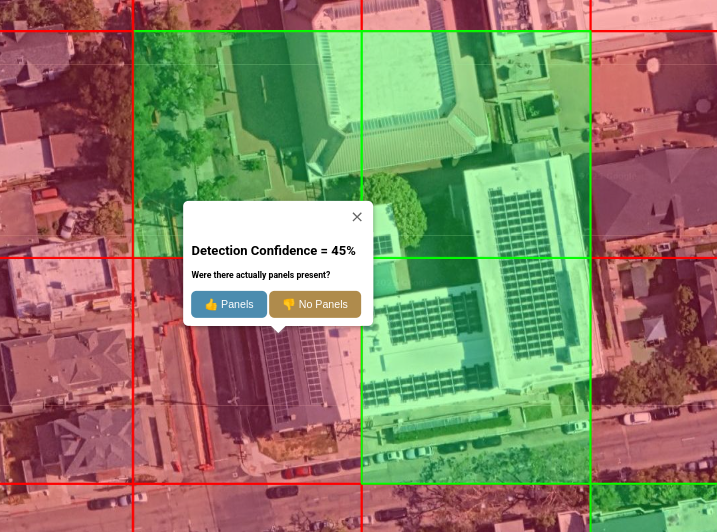 Detection Confidence = 45%
Were there actually panels present?
👍 Panels
👎 No Panels